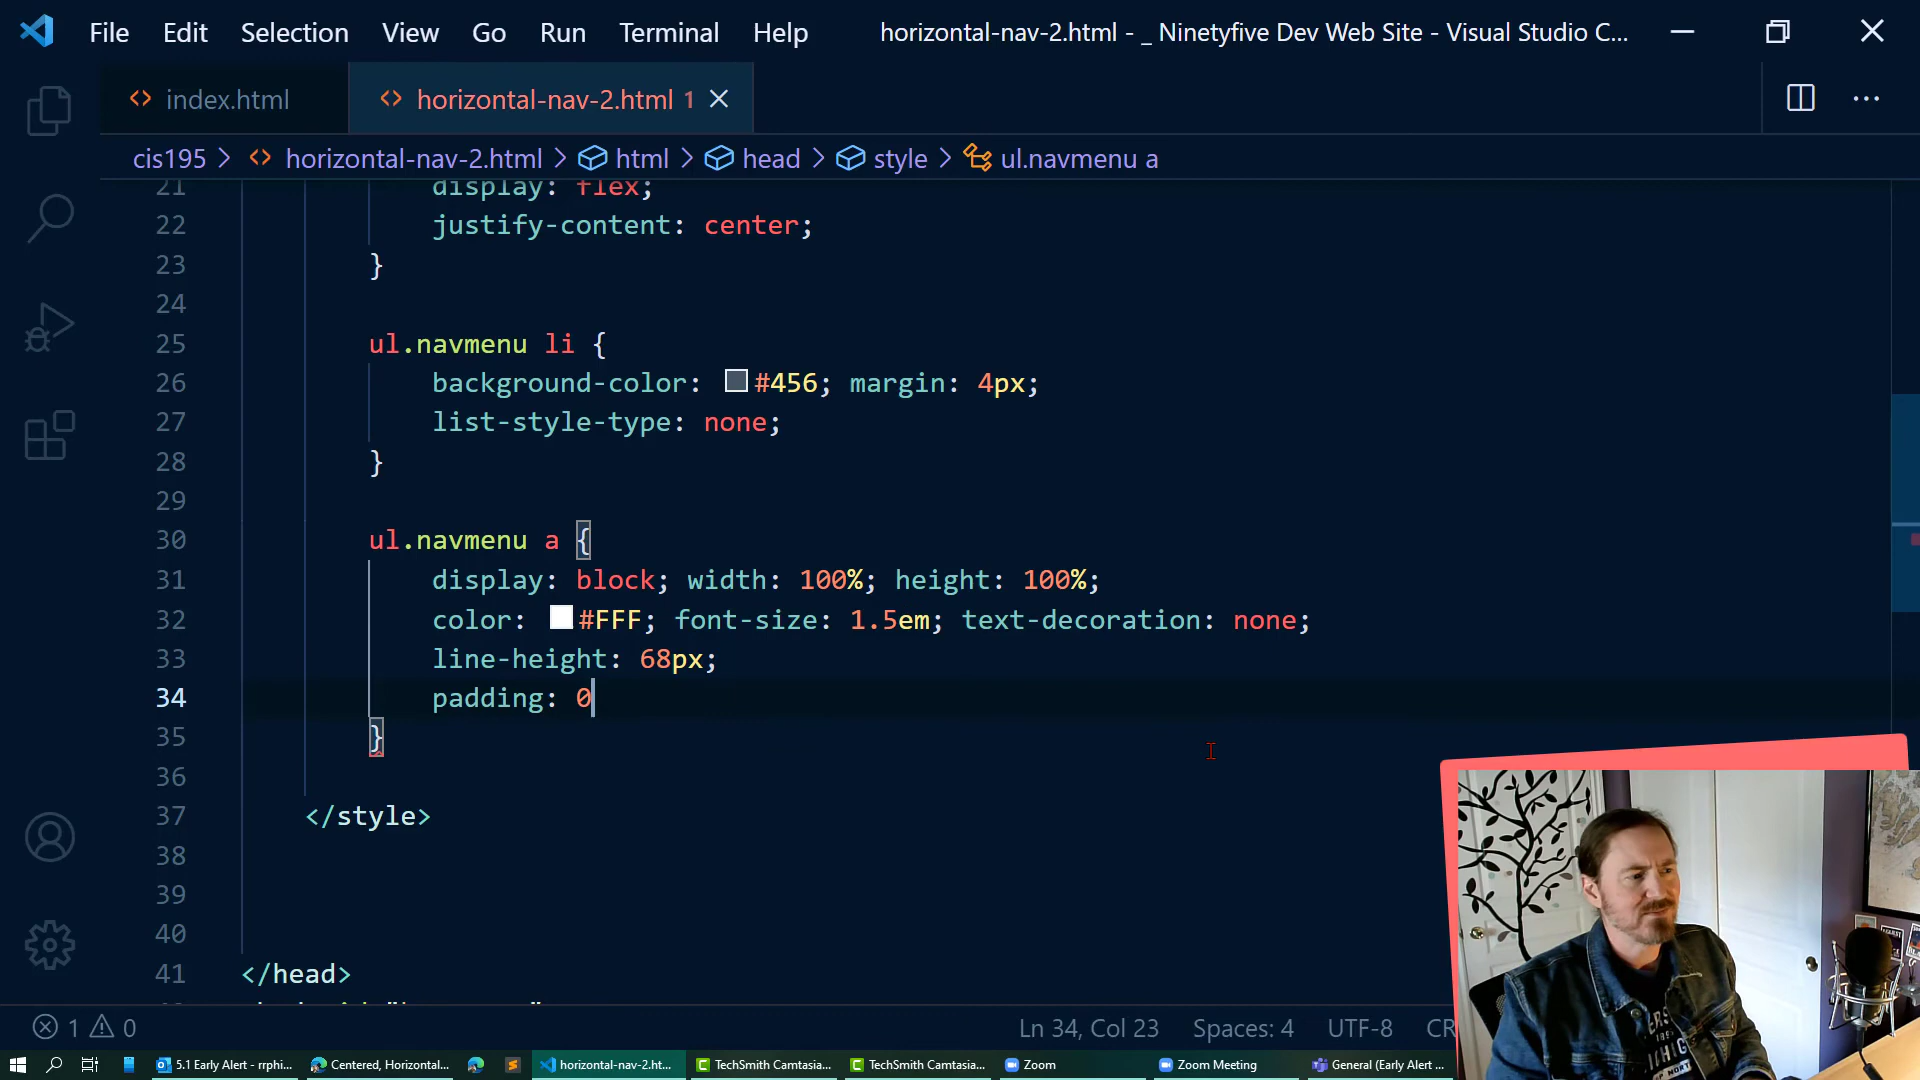 File Edit Selection View Go Run Terminal Help horizontal-nav-2.html - _ Ninetyfive Dev Web Site - Visual Studio C...
index.html horizontal-nav-2.html 1
cis195 > horizontal-nav-2.html > html > head > style > ul.navmenu a
21 display: flex;
22 justify-content: center;
23 }
24
25 ul.navmenu li {
26 background-color: #456; margin: 4px;
27 list-style-type: none;
28 }
29
30 ul.navmenu a {
31 display: block; width: 100%; height: 100%;
32 color: #FFF; font-size: 1.5em; text-decoration: none;
33 line-height: 68px;
34 padding: 0
35 }
36
37 </style>
38
39
40
41 </head>
1 0 Ln 34, Col 23 Spaces: 4 UTF-8 CR
5.1 Early Alert - rrphi... Centered, Horizontal... horizontal-nav-2.ht... TechSmith Camtasia... TechSmith Camtasia... Zoom Zoom Meeting General (Early Alert ...